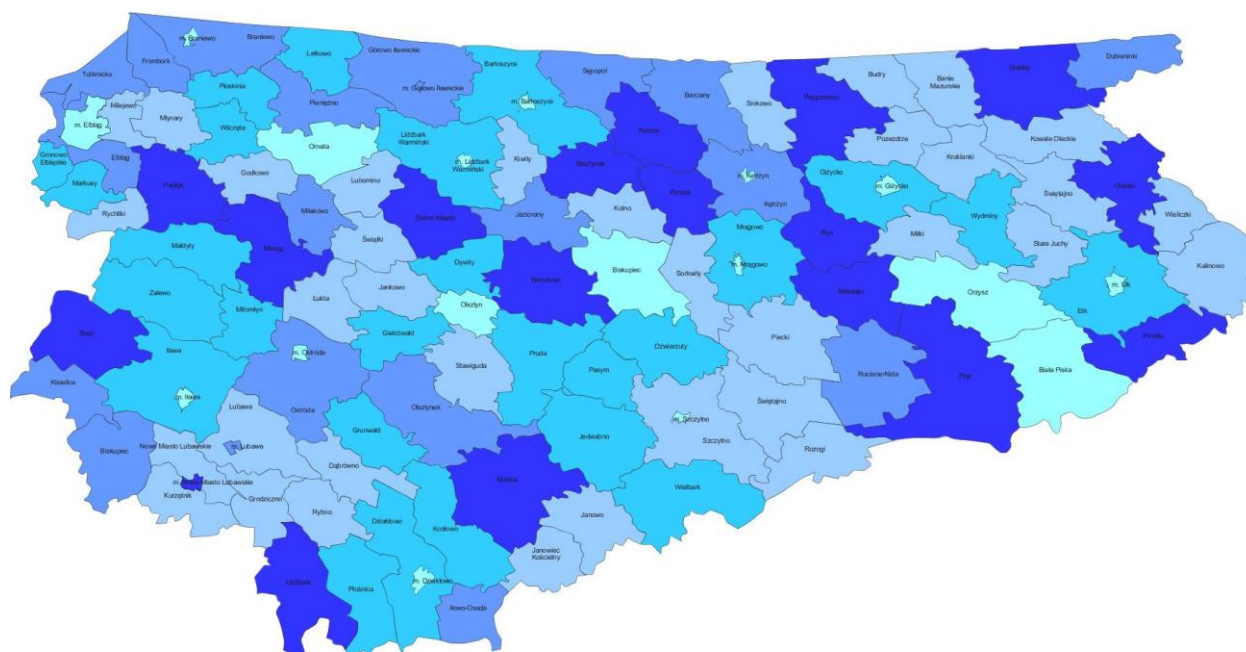 m. Braniewo
Braniewo
Lelkowo
Górowo Iławeckie
Bartoszyce
Frombork
Tolkmicko
Sępopol
Budry
Banie
Mazurskie
Gołdap
Dubeninki
Płoskinia
Pieniężno
m. Górowo Iławeckie
m. Bartoszyce
Barciany
Srokowo
Węgorzewo
Milejewo
Młynary
Wilczęta
Orneta
Lidzbark
Warmiński
m. Lidzbark
Warmiński
Kiwity
Korsze
Pozezdrze
Kowale Oleckie
Kruklanki
m. Elbląg
Elbląg
Gronowo
Elbląskie
Markusy
Rychliki
Pasłęk
Godkowo
Lubomino
Bisztynek
Reszel
m. Kętrzyn
Kętrzyn
Giżycko
m. Giżycko
Świętajno
Olecko
Wieliczki
Miłakowo
Dobre Miasto
Jeziorany
Kolno
Wydminy
Małdyty
Morąg
Świątki
Mrągowo
m. Mrągowo
Ryn
Miłki
Stare Juchy
Kalinowo
Dywity
Barczewo
Biskupiec
Sorkwity
Zalewo
Miłomłyn
Łukta
Jonkowo
Olsztyn
Mikołajki
Orzysz
m. Ełk
Ełk
Susz
Iława
Gietrzwałd
Purda
Dźwierzuty
Piecki
Prostki
m. Ostróda
Stawiguda
Pasym
Ruciane-Nida
Pisz
Biała Piska
Kisielice
m. Iława
Lubawa
Ostróda
Olsztynek
Świętajno
Grunwald
Jedwabno
m. Szczytno
Szczytno
Biskupiec
Nowe Miasto Lubawskie
m. Lubawa
Dąbrówno
Rozogi
m. Nowe Miasto Lubawskie
Kurzętnik
Grodziczno
Rybno
Nidzica
Wielbark
Działdowo
Kozłowo
Janowo
Janowiec
Kościelny
Lidzbark
Płośnica
m. Działdowo
Iłowo-Osada